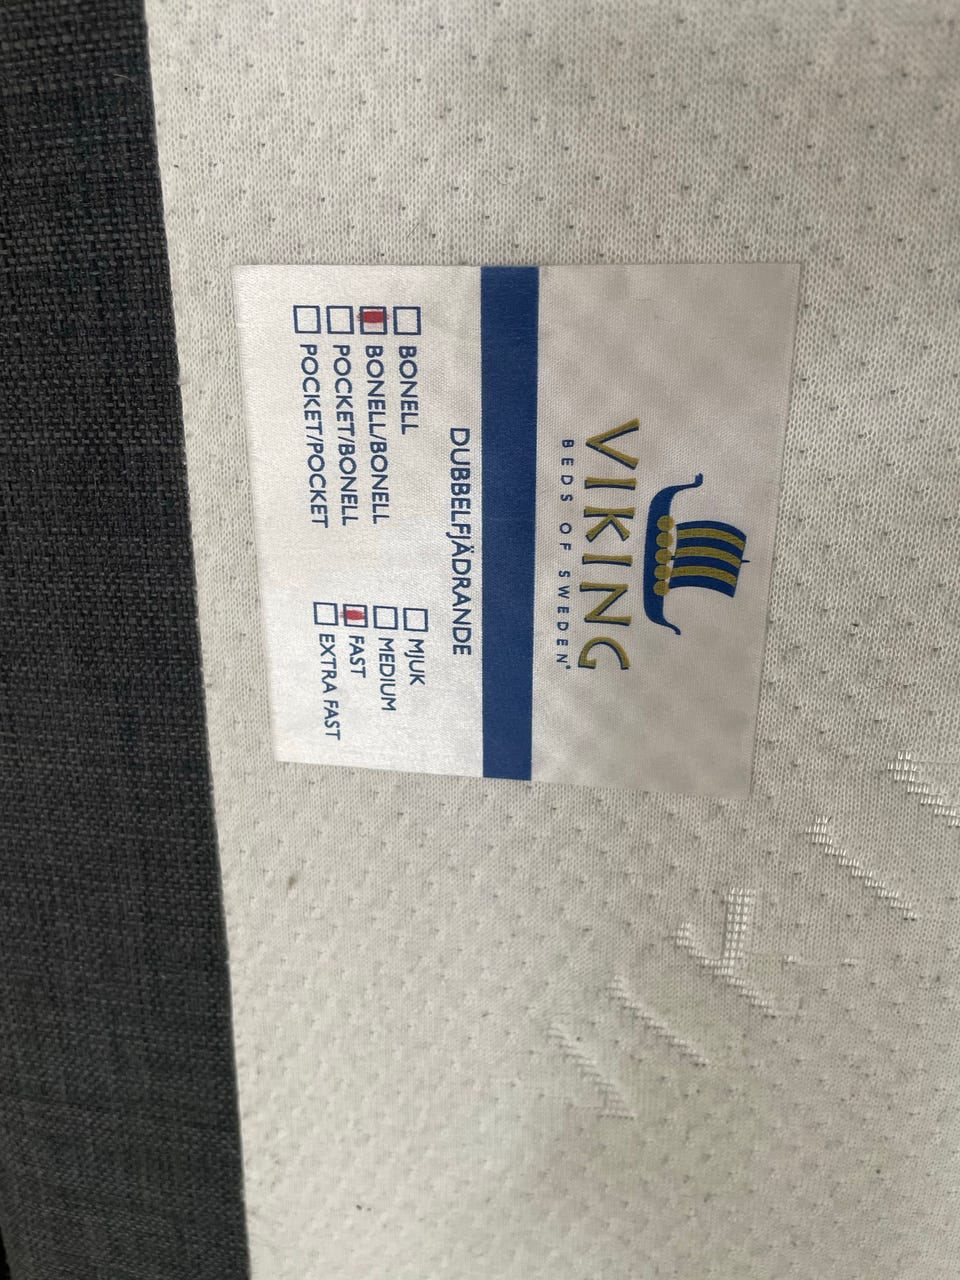 VIKING
BEDS OF SWEDEN®
DUBBELFJÄDRANDE
BONELL
BONELL/BONELL
POCKET/BONELL
POCKET/POCKET
MJUK
MEDIUM
FAST
EXTRA FAST